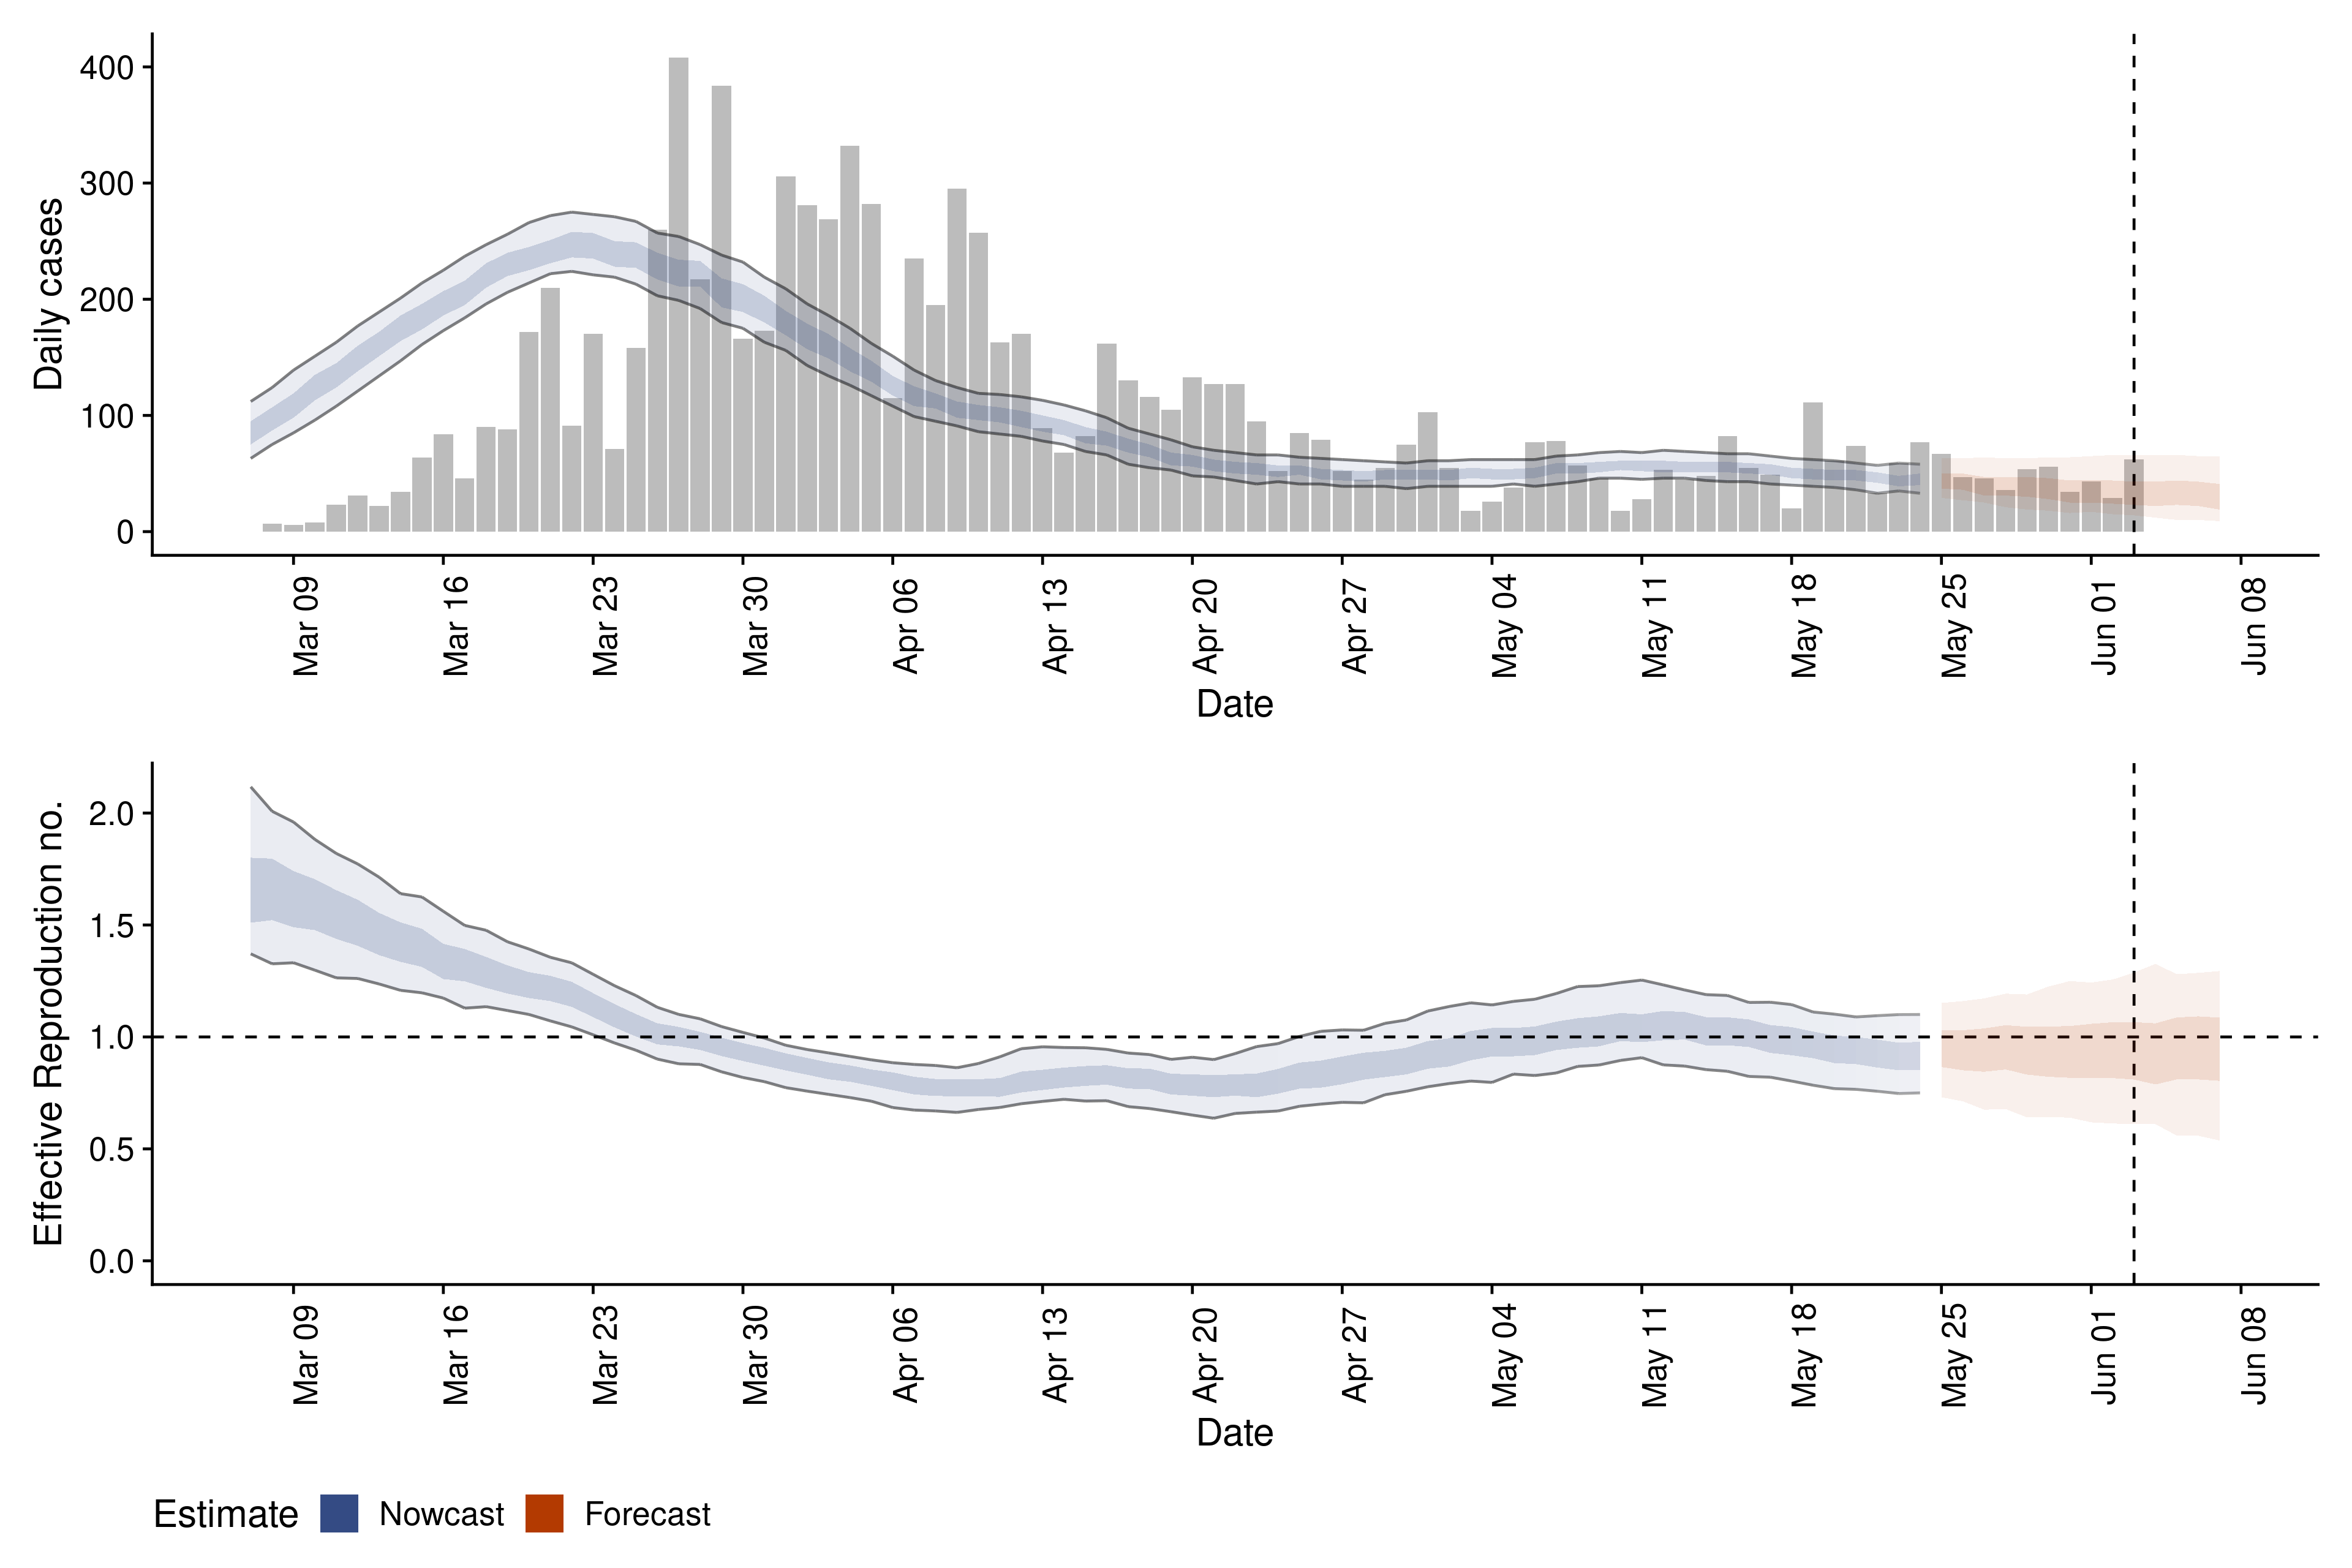 Daily cases
400
300
200
100
0
Mar 09
Mar 16
Mar 23
Mar 30
Apr 06
Apr 13
Apr 20
Apr 27
May 04
May 11
May 18
May 25
Jun 01
Jun 08
Date
Effective Reproduction no.
2.0
1.5
1.0
0.5
0.0
Mar 09
Mar 16
Mar 23
Mar 30
Apr 06
Apr 13
Apr 20
Apr 27
May 04
May 11
May 18
May 25
Jun 01
Jun 08
Date
Estimate Nowcast Forecast